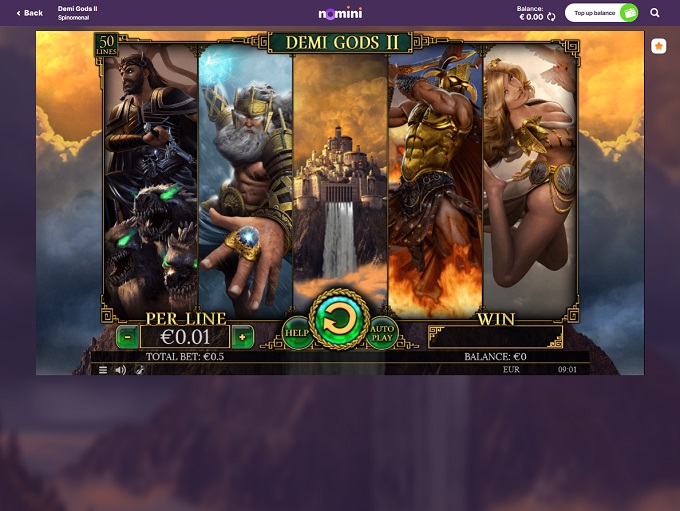 Back
Demi Gods II
Spinomenal
nomini
Balance:
€ 0.00
Top up balance
50
LINES
DEMI GODS II
PER LINE
WIN
-
€0.01
+
HELP
AUTO
PLAY
TOTAL BET: €0.5
BALANCE: €0
EUR
09:01